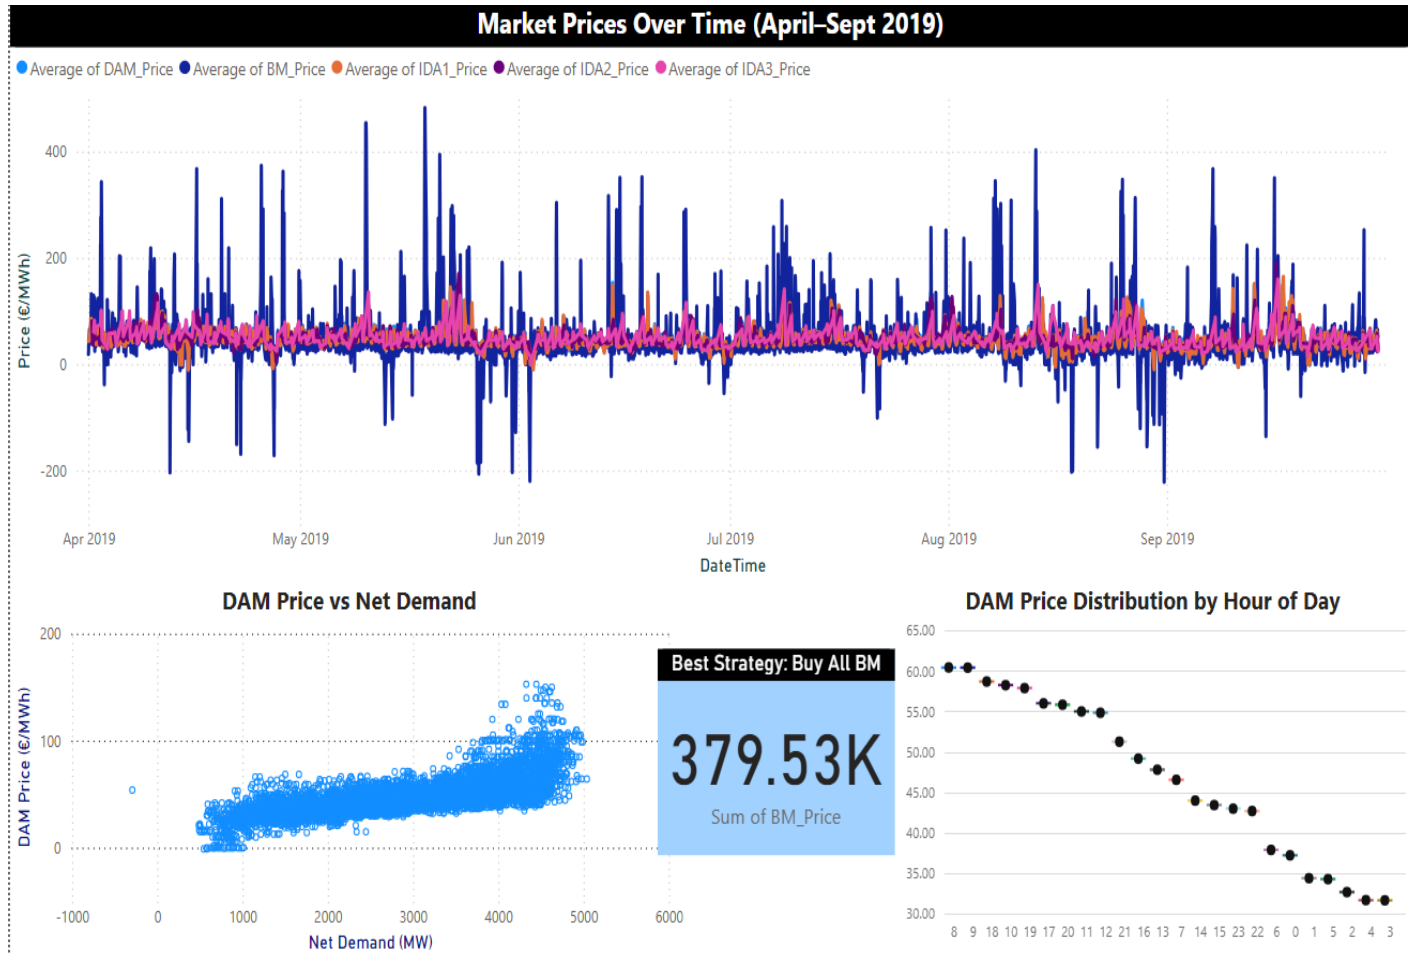 Market Prices Over Time (April–Sept 2019)
Average of DAM_Price Average of BM_Price Average of IDA1_Price Average of IDA2_Price Average of IDA3_Price
400
200
0
-200
Price (€/MWh)
Apr 2019 May 2019 Jun 2019 Jul 2019 Aug 2019 Sep 2019
DateTime
DAM Price vs Net Demand
200
100
0
DAM Price (€/MWh)
-1000 0 1000 2000 3000 4000 5000 6000
Net Demand (MW)
Best Strategy: Buy All BM
379.53K
Sum of BM_Price
DAM Price Distribution by Hour of Day
65.00
60.00
55.00
50.00
45.00
40.00
35.00
30.00
8 9 18 10 19 17 20 11 12 21 16 13 7 14 15 23 22 6 0 1 5 2 4 3